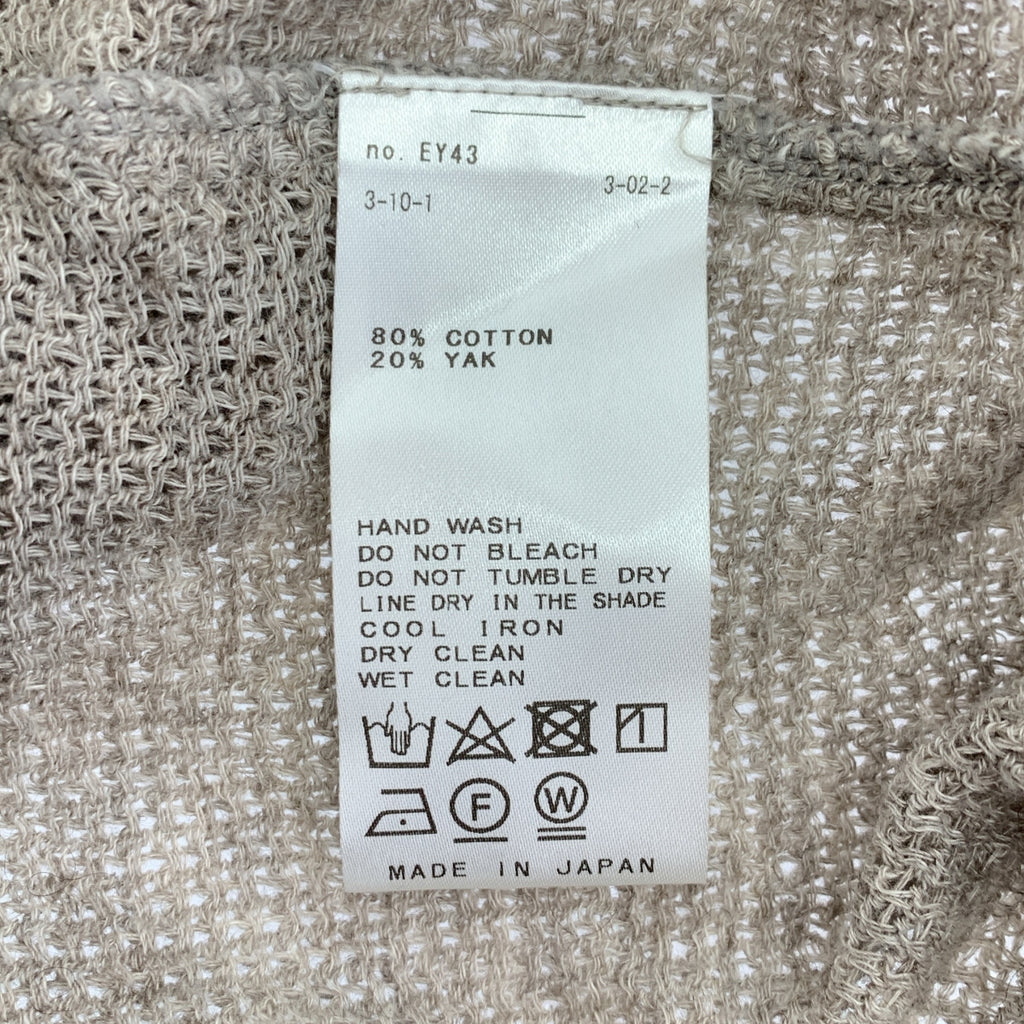 no. EY43
3-10-1 3-02-2
80% COTTON
20% YAK
HAND WASH
DO NOT BLEACH
DO NOT TUMBLE DRY
LINE DRY IN THE SHADE
COOL IRON
DRY CLEAN
WET CLEAN
F W
MADE IN JAPAN